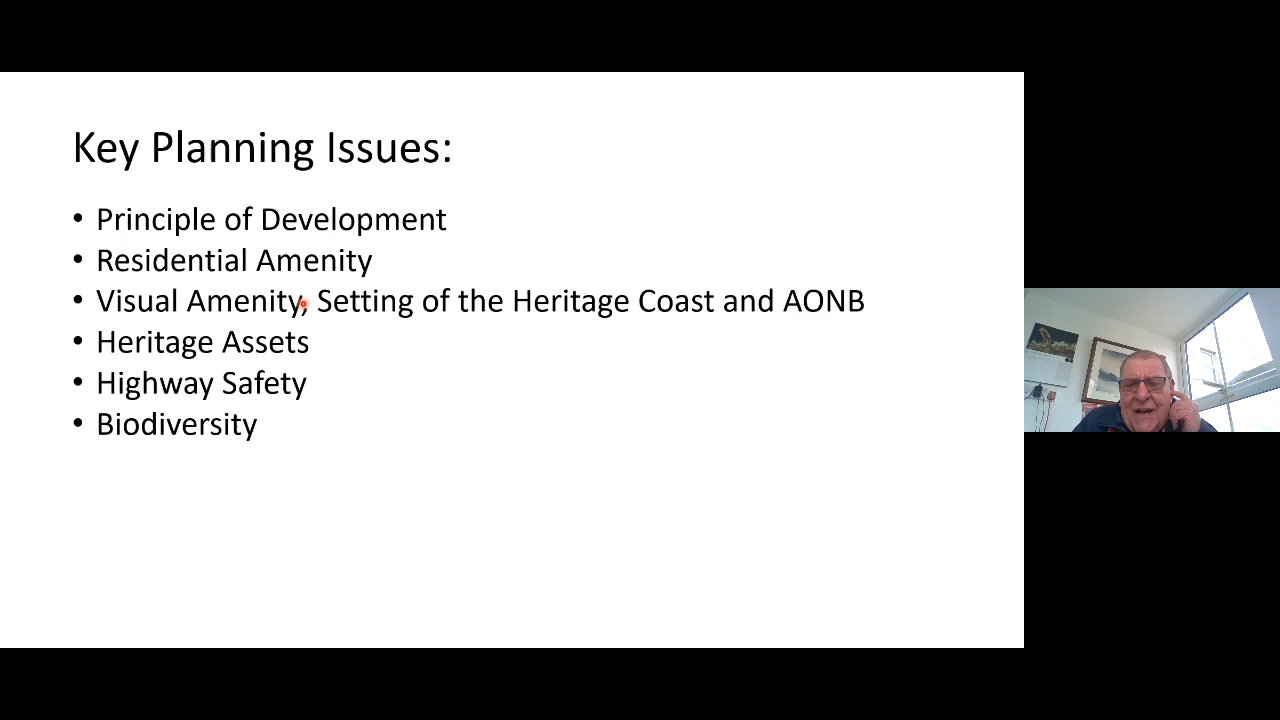 Key Planning Issues:
• Principle of Development
• Residential Amenity
• Visual Amenity, Setting of the Heritage Coast and AONB
• Heritage Assets
• Highway Safety
• Biodiversity